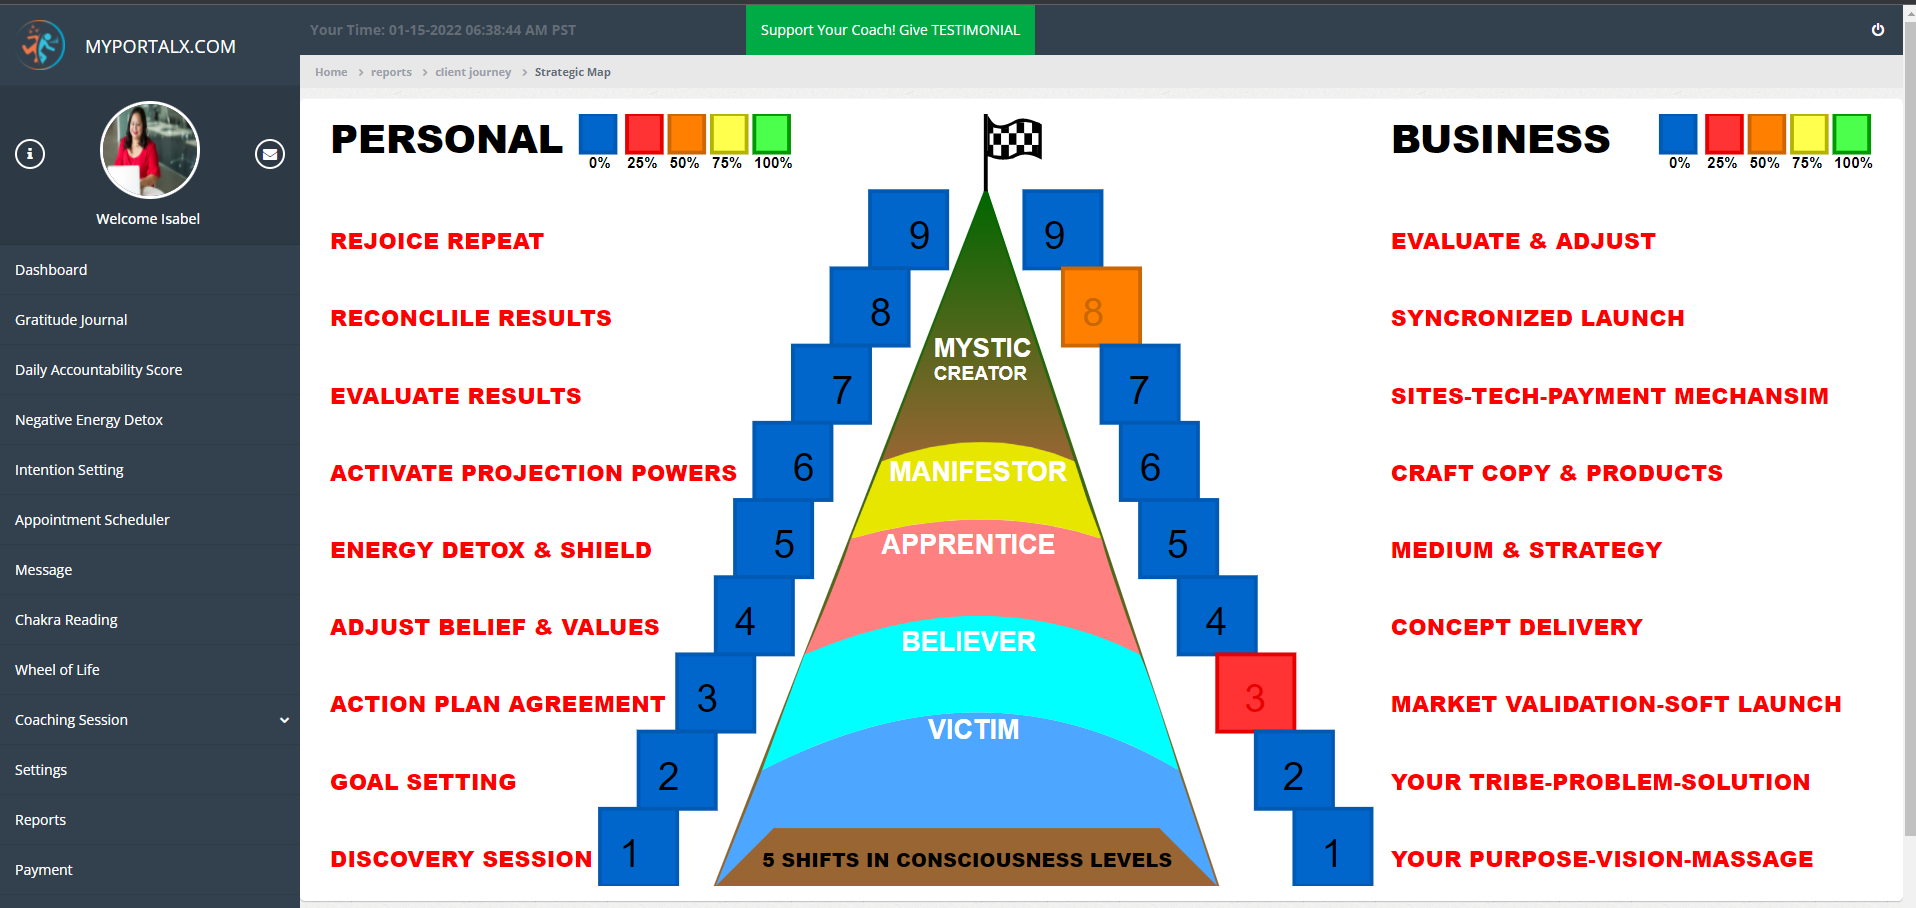 MYPORTALX.COM
Your Time: 01-15-2022 06:38:44 AM PST
Support Your Coach! Give TESTIMONIAL
Home > reports > client journey > Strategic Map
Welcome Isabel
Dashboard
Gratitude Journal
Daily Accountability Score
Negative Energy Detox
Intention Setting
Appointment Scheduler
Message
Chakra Reading
Wheel of Life
Coaching Session
Settings
Reports
Payment
PERSONAL
0% 25% 50% 75% 100%
BUSINESS
0% 25% 50% 75% 100%
REJOICE REPEAT 9 9 EVALUATE & ADJUST
RECONCLILE RESULTS 8 8 SYNCRONIZED LAUNCH
MYSTIC
CREATOR
EVALUATE RESULTS 7 7 SITES-TECH-PAYMENT MECHANSIM
ACTIVATE PROJECTION POWERS 6 MANIFESTOR 6 CRAFT COPY & PRODUCTS
ENERGY DETOX & SHIELD 5 APPRENTICE 5 MEDIUM & STRATEGY
ADJUST BELIEF & VALUES 4 BELIEVER 4 CONCEPT DELIVERY
ACTION PLAN AGREEMENT 3 VICTIM 3 MARKET VALIDATION-SOFT LAUNCH
GOAL SETTING 2 2 YOUR TRIBE-PROBLEM-SOLUTION
DISCOVERY SESSION 1 5 SHIFTS IN CONSCIOUSNESS LEVELS 1 YOUR PURPOSE-VISION-MASSAGE